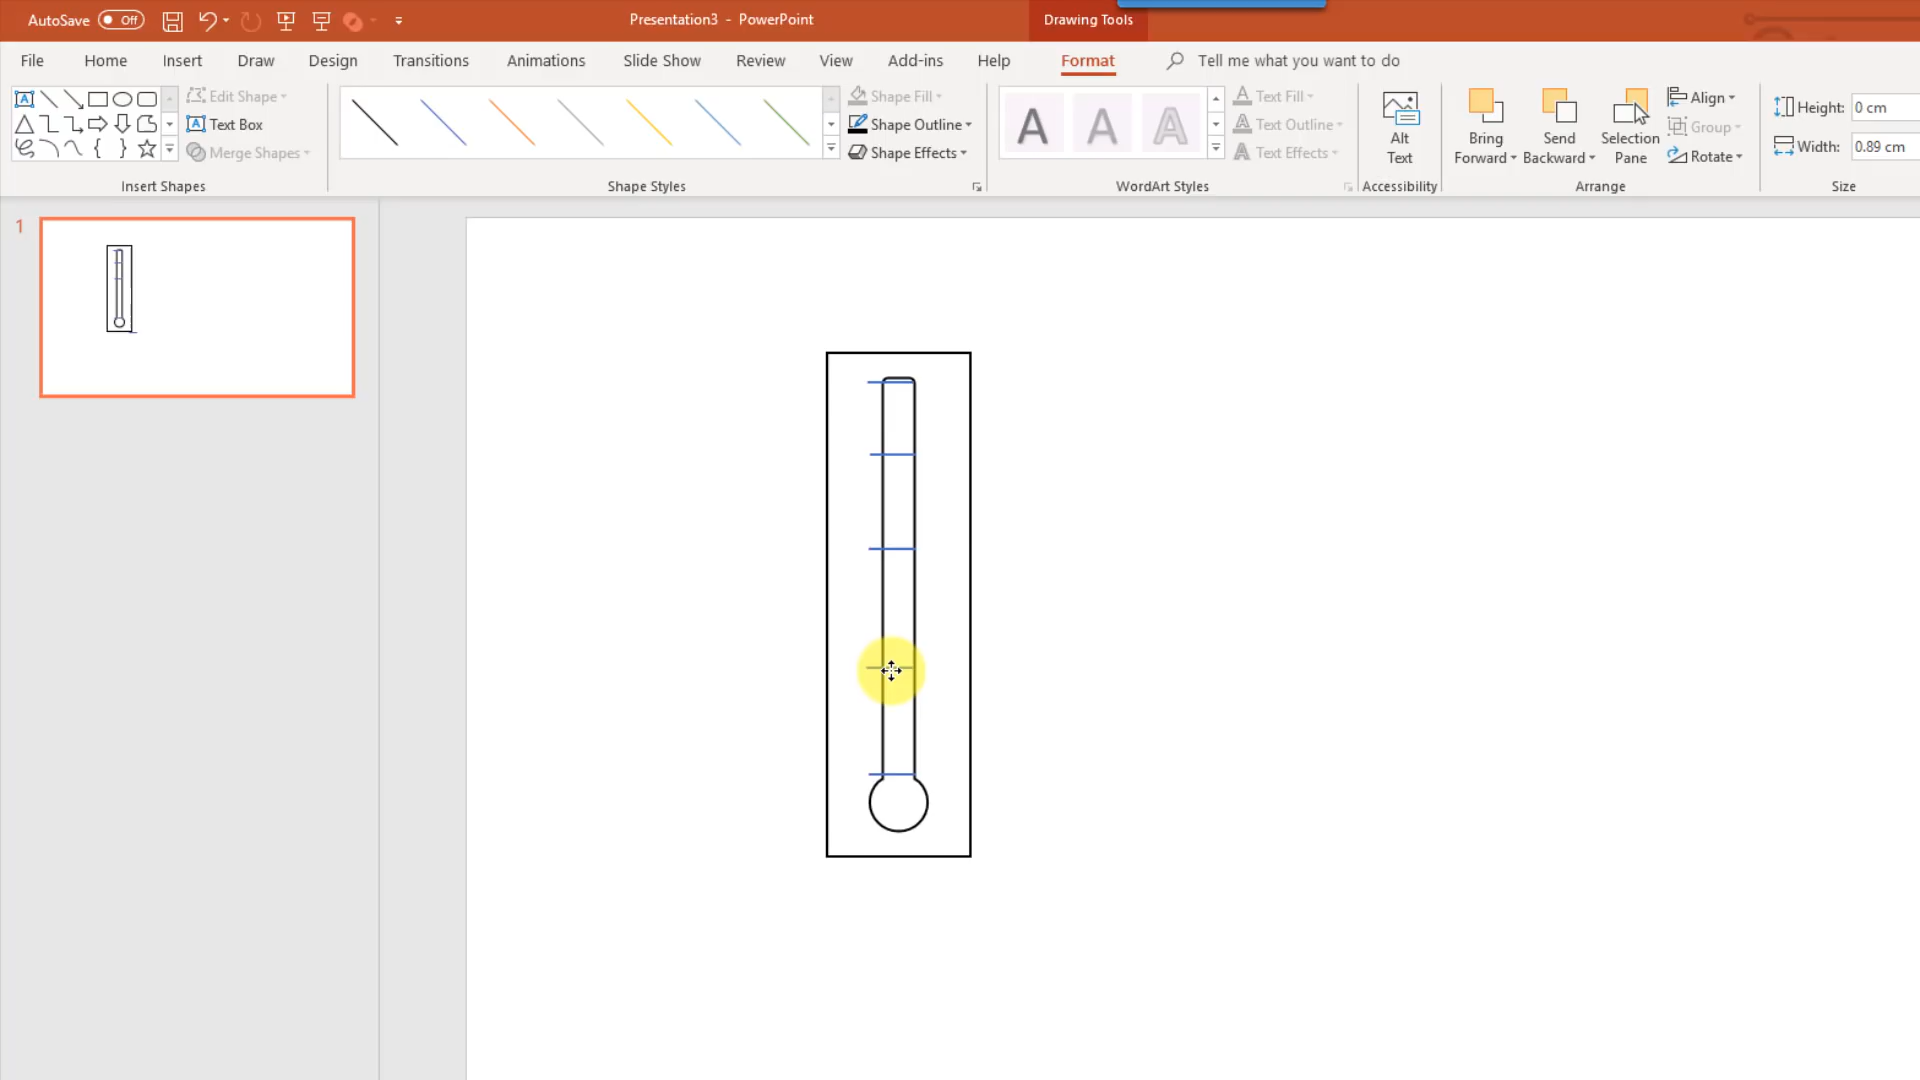 AutoSave Off
Presentation3 - PowerPoint
Drawing Tools
File Home Insert Draw Design Transitions Animations Slide Show Review View Add-ins Help Format Tell me what you want to do
Edit Shape
A Text Box
Merge Shapes
Insert Shapes
Shape Fill
Shape Outline
Shape Effects
Shape Styles
A A A
A Text Fill
A Text Outline
A Text Effects
WordArt Styles
Alt
Text
Accessibility
Bring
Forward
Send
Backward
Selection
Pane
Align
Group
Rotate
Arrange
Height: 0 cm
Width: 0.89 cm
Size
1